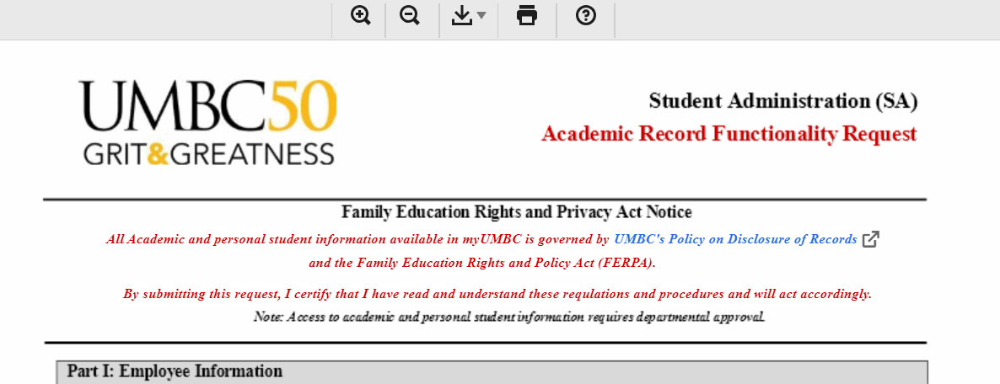 UMBC50
GRIT&GREATNESS
Student Administration (SA)
Academic Record Functionality Request
Family Education Rights and Privacy Act Notice
All Academic and personal student information available in myUMBC is governed by UMBC's Policy on Disclosure of Records
and the Family Education Rights and Policy Act (FERPA).
By submitting this request, I certify that I have read and understand these requlations and procedures and will act accordingly.
Note: Access to academic and personal student information requires departmental approval.
Part I: Employee Information